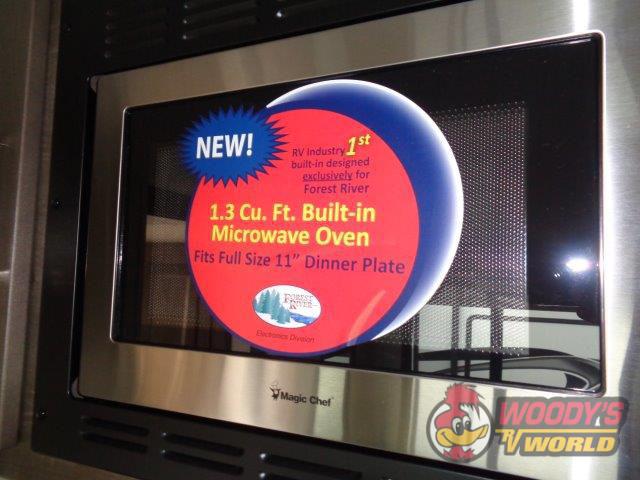 NEW!
RV Industry 1st
built-in designed
exclusively for
Forest River
1.3 Cu. Ft. Built-in
Microwave Oven
Fits Full Size 11” Dinner Plate
FOREST
RIVER
Electronics Division
Magic Chef
WOODY'S
RV WORLD